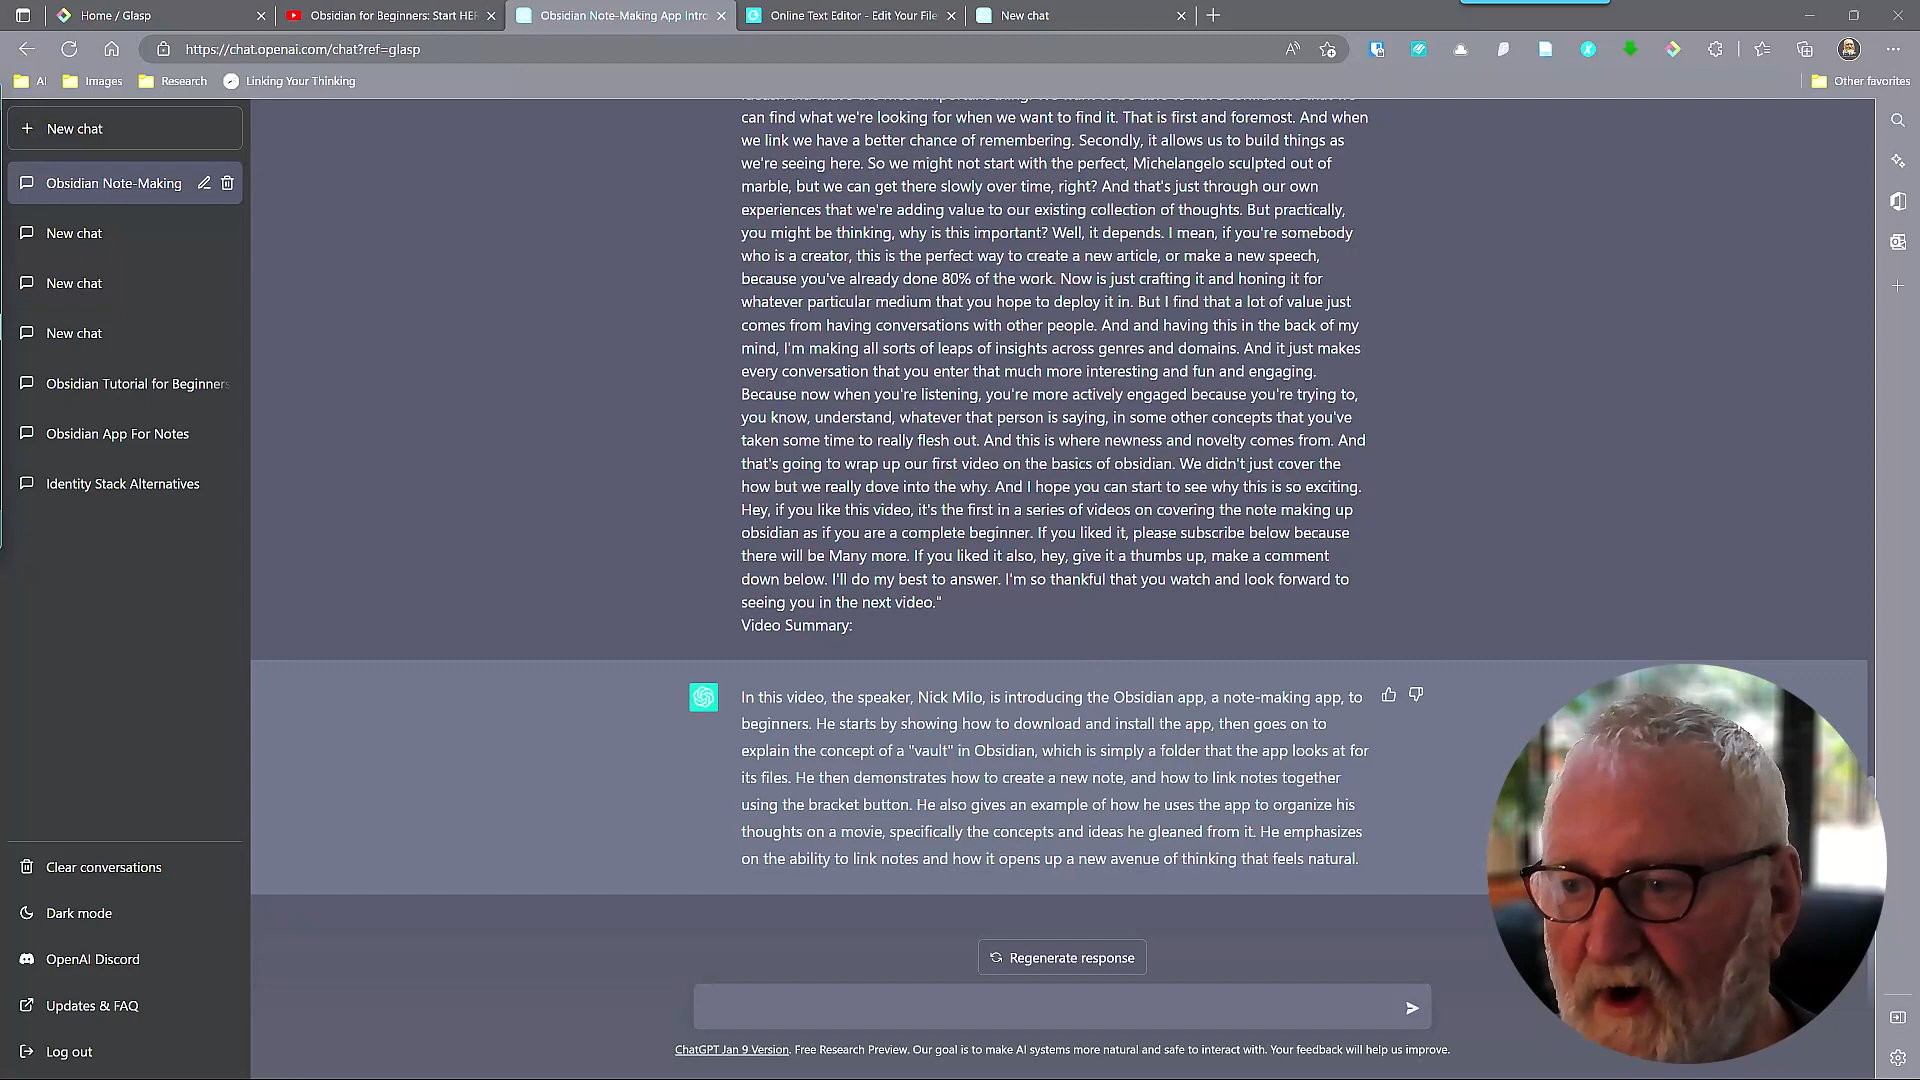 Home / Glasp
Obsidian for Beginners: Start HER
Obsidian Note-Making App Intro
Online Text Editor - Edit Your File
New chat
https://chat.openai.com/chat?ref=glasp
AI
Images
Research
Linking Your Thinking
Other favorites
New chat
Obsidian Note-Making
New chat
New chat
New chat
Obsidian Tutorial for Beginners
Obsidian App For Notes
Identity Stack Alternatives
Clear conversations
Dark mode
OpenAI Discord
Updates & FAQ
Log out
can find what we're looking for when we want to find it. That is first and foremost. And when
we link we have a better chance of remembering. Secondly, it allows us to build things as
we're seeing here. So we might not start with the perfect, Michelangelo sculpted out of
marble, but we can get there slowly over time, right? And that's just through our own
experiences that we're adding value to our existing collection of thoughts. But practically,
you might be thinking, why is this important? Well, it depends. I mean, if you're somebody
who is a creator, this is the perfect way to create a new article, or make a new speech,
because you've already done 80% of the work. Now is just crafting it and honing it for
whatever particular medium that you hope to deploy it in. But I find that a lot of value just
comes from having conversations with other people. And and having this in the back of my
mind, I'm making all sorts of leaps of insights across genres and domains. And it just makes
every conversation that you enter that much more interesting and fun and engaging.
Because now when you're listening, you're more actively engaged because you're trying to,
you know, understand, whatever that person is saying, in some other concepts that you've
taken some time to really flesh out. And this is where newness and novelty comes from. And
that's going to wrap up our first video on the basics of obsidian. We didn't just cover the
how but we really dove into the why. And I hope you can start to see why this is so exciting.
Hey, if you like this video, it's the first in a series of videos on covering the note making up
obsidian as if you are a complete beginner. If you liked it, please subscribe below because
there will be Many more. If you liked it also, hey, give it a thumbs up, make a comment
down below. I'll do my best to answer. I'm so thankful that you watch and look forward to
seeing you in the next video."
Video Summary:
In this video, the speaker, Nick Milo, is introducing the Obsidian app, a note-making app, to
beginners. He starts by showing how to download and install the app, then goes on to
explain the concept of a "vault" in Obsidian, which is simply a folder that the app looks at for
its files. He then demonstrates how to create a new note, and how to link notes together
using the bracket button. He also gives an example of how he uses the app to organize his
thoughts on a movie, specifically the concepts and ideas he gleaned from it. He emphasizes
on the ability to link notes and how it opens up a new avenue of thinking that feels natural.
Regenerate response
ChatGPT Jan 9 Version. Free Research Preview. Our goal is to make AI systems more natural and safe to interact with. Your feedback will help us improve.